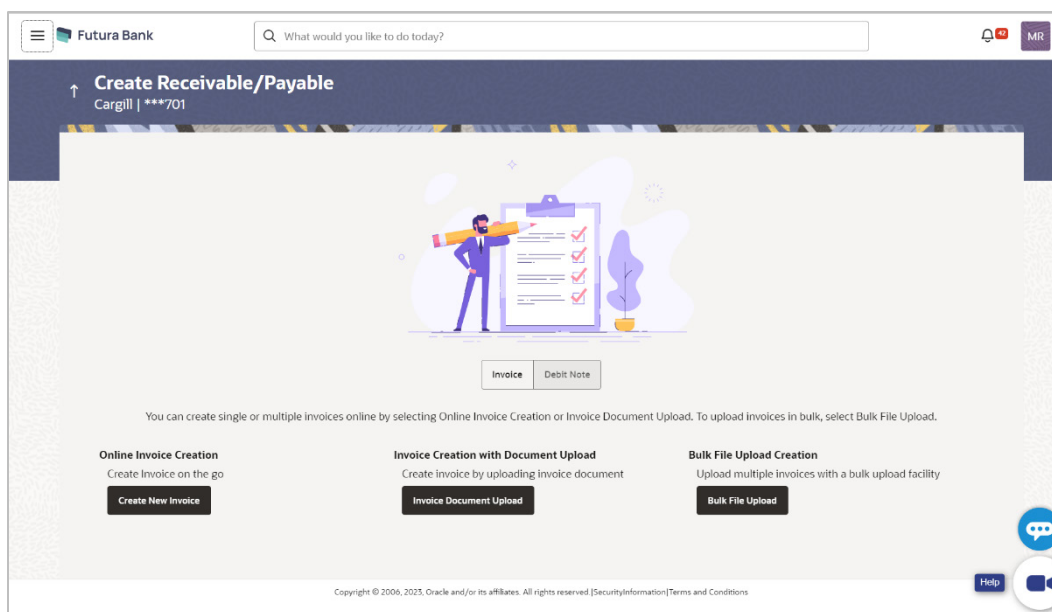 Futura Bank
What would you like to do today?
42
MR
Create Receivable/Payable
Cargill | ***701
Invoice
Debit Note
You can create single or multiple invoices online by selecting Online Invoice Creation or Invoice Document Upload. To upload invoices in bulk, select Bulk File Upload.
Online Invoice Creation
Create Invoice on the go
Create New Invoice
Invoice Creation with Document Upload
Create invoice by uploading invoice document
Invoice Document Upload
Bulk File Upload Creation
Upload multiple invoices with a bulk upload facility
Bulk File Upload
Help
Copyright © 2006, 2023, Oracle and/or its affiliates. All rights reserved.|SecurityInformation|Terms and Conditions